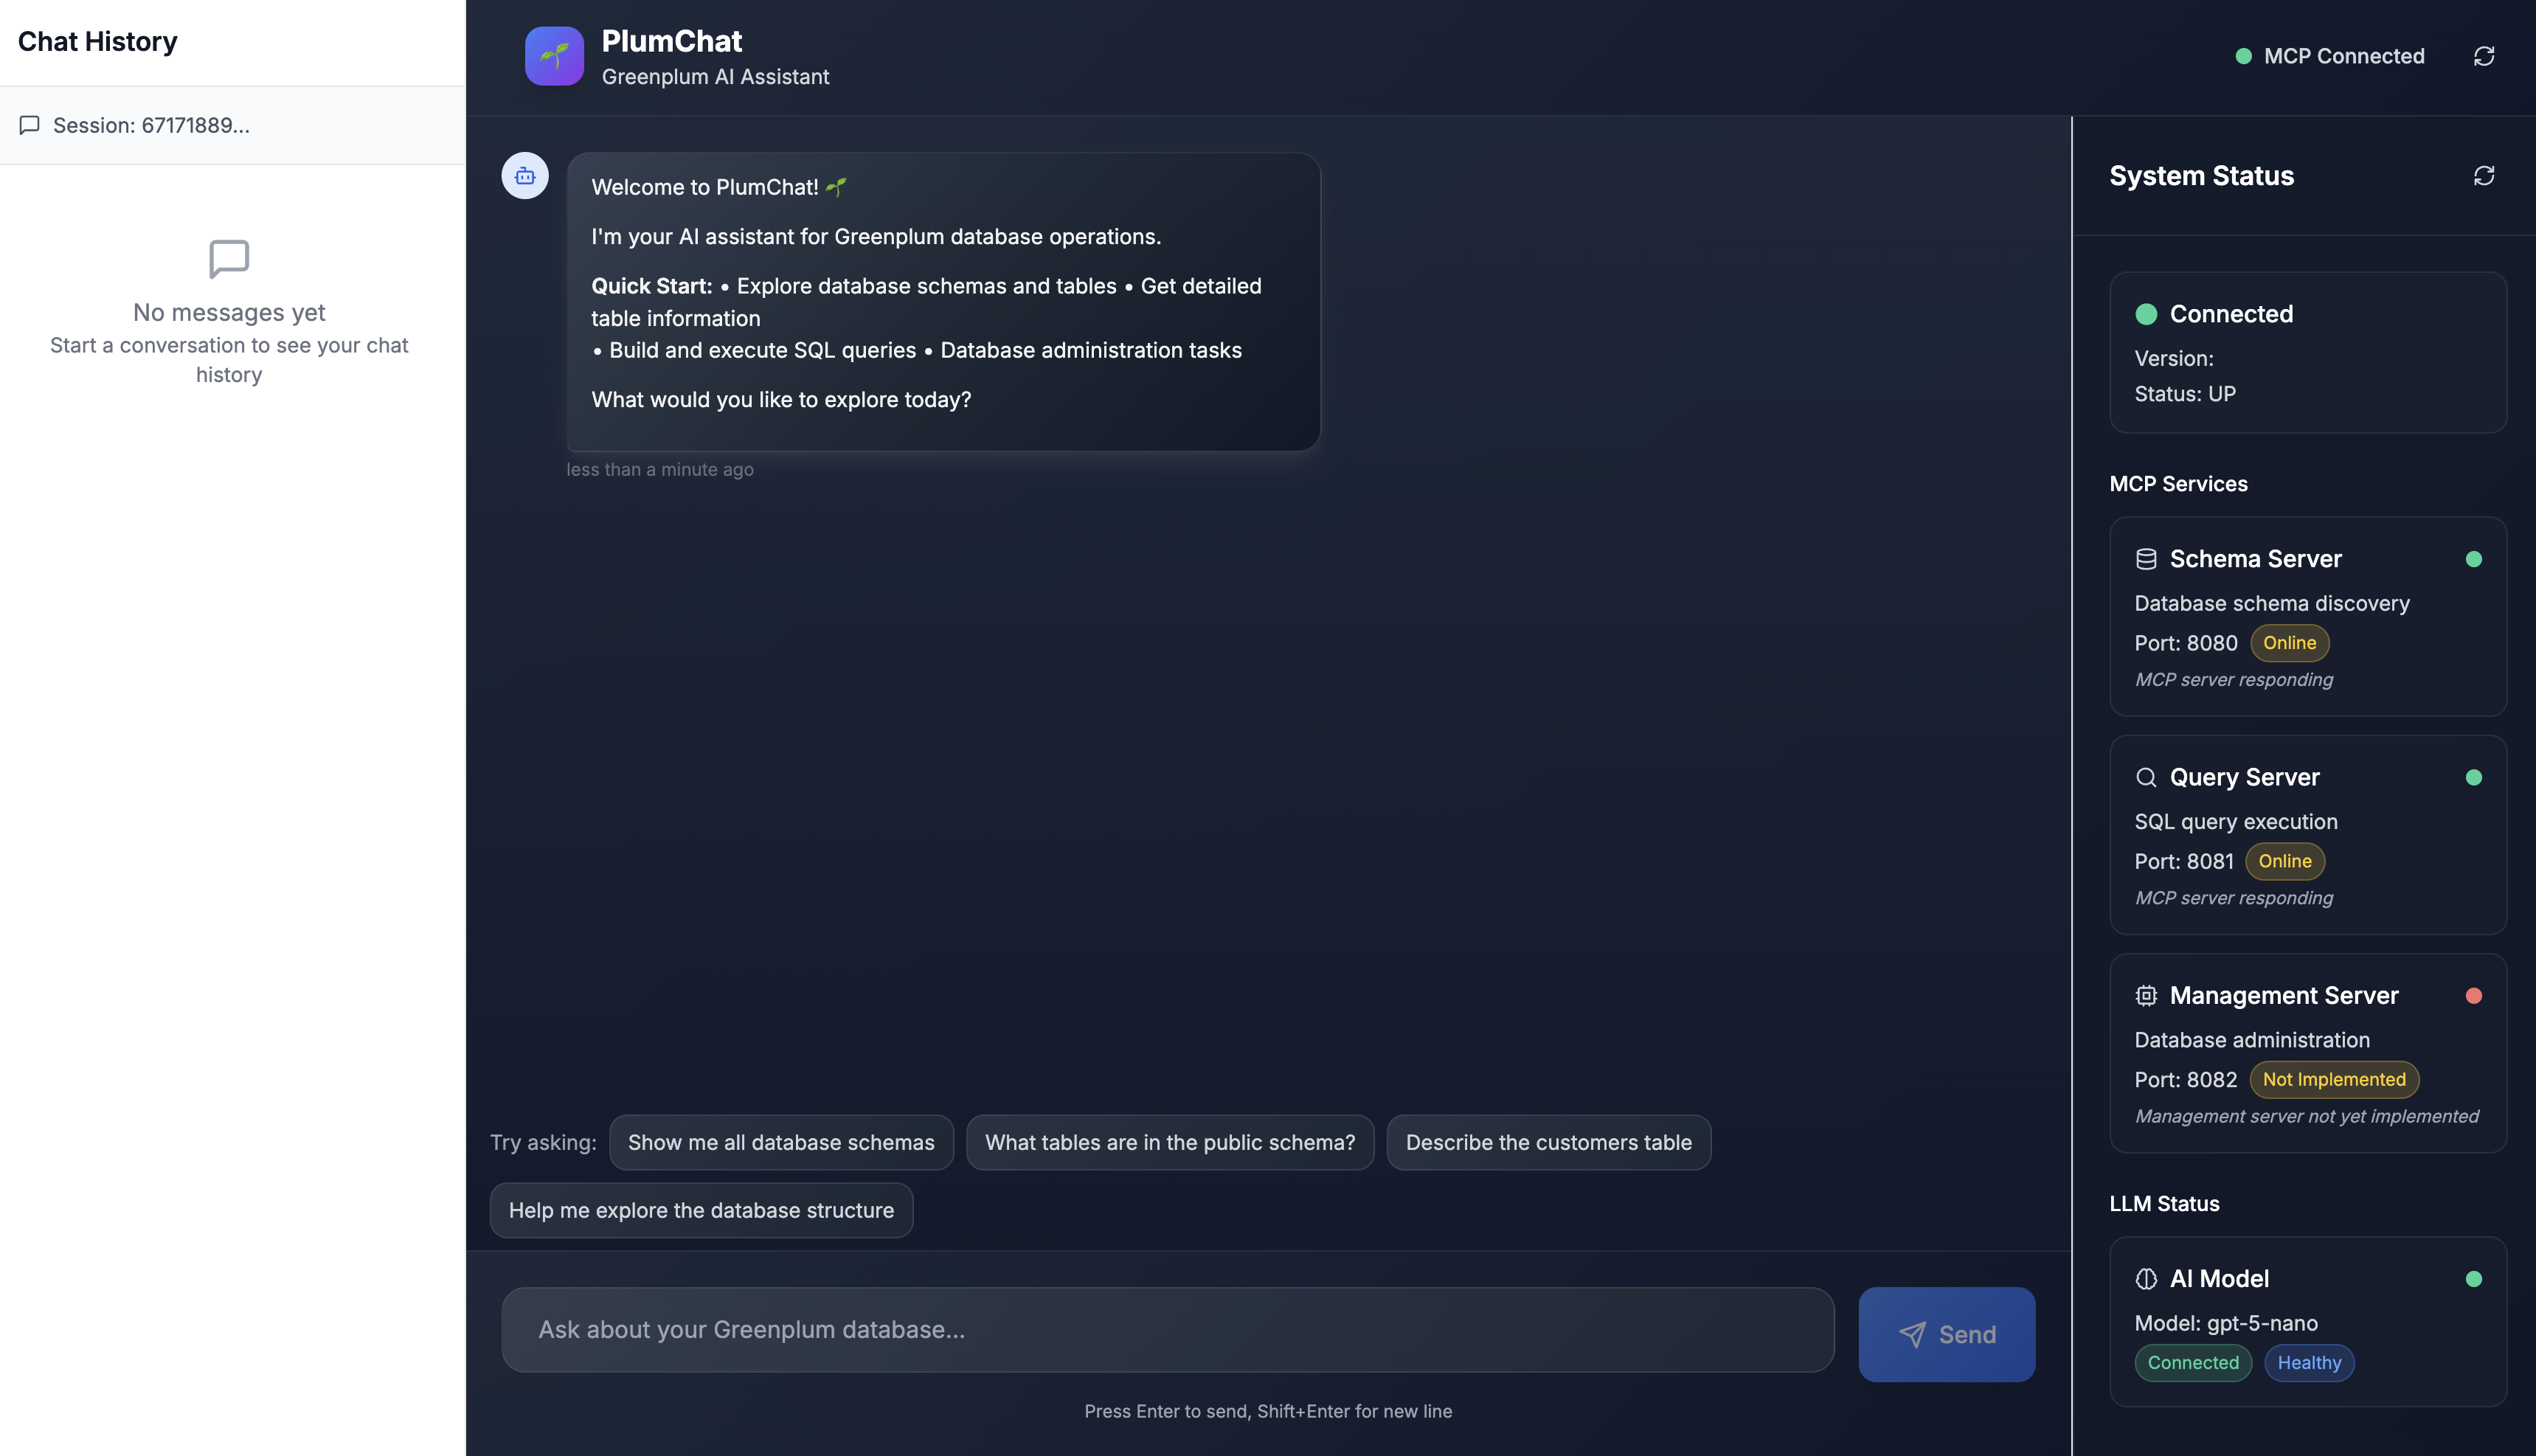 Chat History
Session: 67171889...
No messages yet
Start a conversation to see your chat
history
PlumChat
Greenplum AI Assistant
MCP Connected
Welcome to PlumChat! 🌱
I'm your AI assistant for Greenplum database operations.
Quick Start: • Explore database schemas and tables • Get detailed
table information
• Build and execute SQL queries • Database administration tasks
What would you like to explore today?
less than a minute ago
Try asking:
Show me all database schemas
What tables are in the public schema?
Describe the customers table
Help me explore the database structure
Ask about your Greenplum database...
Send
Press Enter to send, Shift+Enter for new line
System Status
Connected
Version:
Status: UP
MCP Services
Schema Server
Database schema discovery
Port: 8080 Online
MCP server responding
Query Server
SQL query execution
Port: 8081 Online
MCP server responding
Management Server
Database administration
Port: 8082 Not Implemented
Management server not yet implemented
LLM Status
AI Model
Model: gpt-5-nano
Connected Healthy